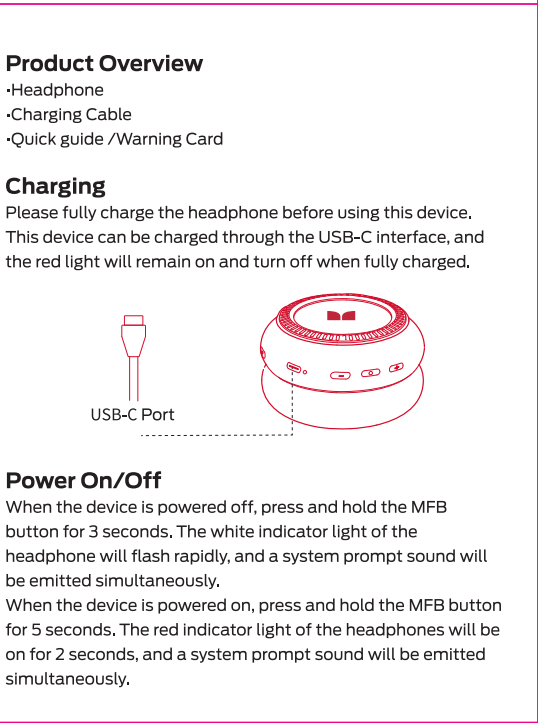 Product Overview
·Headphone
·Charging Cable
·Quick guide /Warning Card
Charging
Please fully charge the headphone before using this device.
This device can be charged through the USB-C interface, and
the red light will remain on and turn off when fully charged.
USB-C Port
Power On/Off
When the device is powered off, press and hold the MFB
button for 3 seconds. The white indicator light of the
headphone will flash rapidly, and a system prompt sound will
be emitted simultaneously.
When the device is powered on, press and hold the MFB button
for 5 seconds. The red indicator light of the headphones will be
on for 2 seconds, and a system prompt sound will be emitted
simultaneously.